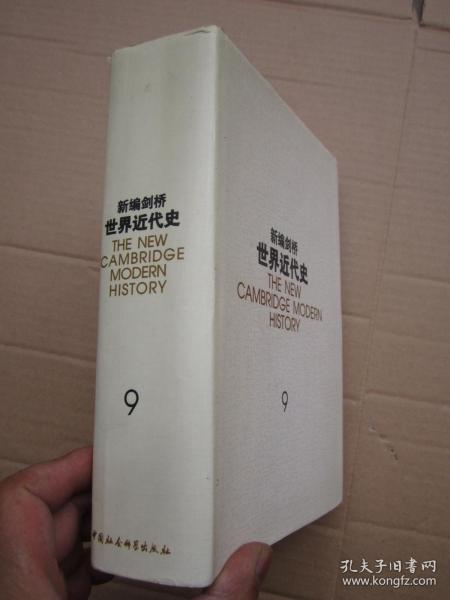 新编剑桥
世界近代史
THE NEW
CAMBRIDGE
MODERN
HISTORY
9
中国社会科学出版社
新编剑桥
世界近代史
THE NEW
CAMBRIDGE MODERN
HISTORY
9
孔夫子旧书网
www.kongfz.com